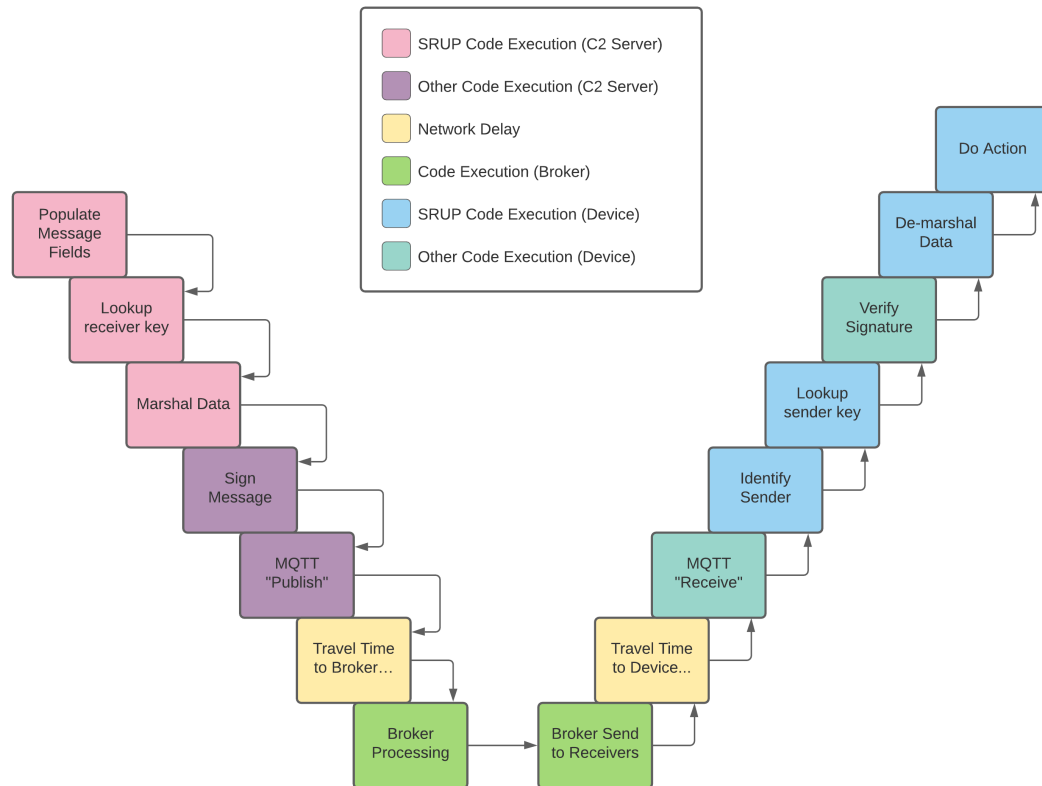 SRUP Code Execution (C2 Server)
Other Code Execution (C2 Server)
Network Delay
Code Execution (Broker)
SRUP Code Execution (Device)
Other Code Execution (Device)
Populate
Message
Fields
Lookup
receiver key
Marshal Data
Sign
Message
MQTT
"Publish"
Travel Time
to Broker…
Broker
Processing
Broker Send
to Receivers
Travel Time
to Device...
MQTT
"Receive"
Identify
Sender
Lookup
sender key
Verify
Signature
De-marshal
Data
Do Action